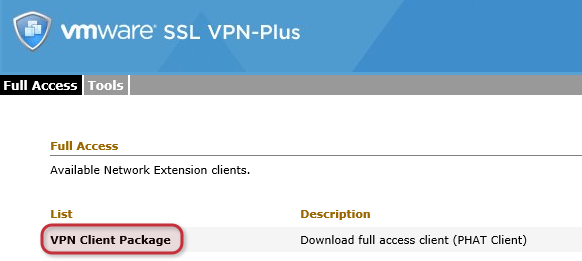 vmware® SSL VPN-Plus
Full Access Tools
Full Access
Available Network Extension clients.
List Description
VPN Client Package Download full access client (PHAT Client)